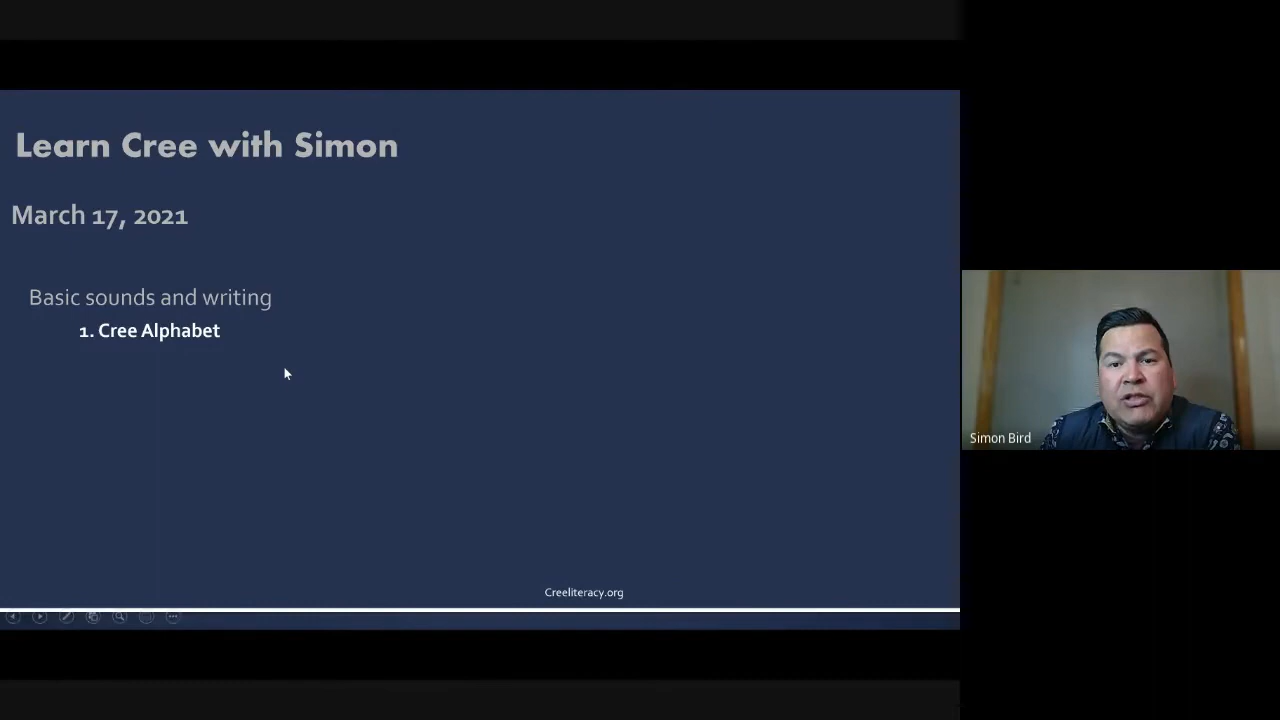 Learn Cree with Simon
March 17, 2021
Basic sounds and writing
1. Cree Alphabet
Simon Bird
Creeliteracy.org